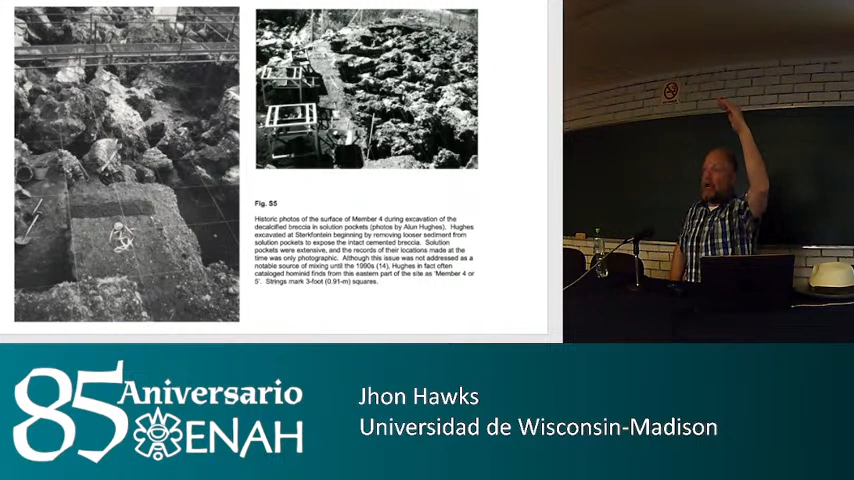 Fig. S5
Historic photos of the surface of Member 4 during excavation of the
decalcified breccia in solution pockets (photos by Alun Hughes). Hughes
excavated at Sterkfontein beginning by removing looser sediment from
solution pockets to expose the intact cemented breccia. Solution
pockets were extensive, and the records of their locations made at the
time was only photographic. Although this issue was not addressed as a
notable source of mixing until the 1990s (14), Hughes in fact often
cataloged hominid finds from this eastern part of the site as 'Member 4 or
5'. Strings mark 3-foot (0.91-m) squares.
85 Aniversario
ENAH
Jhon Hawks
Universidad de Wisconsin-Madison